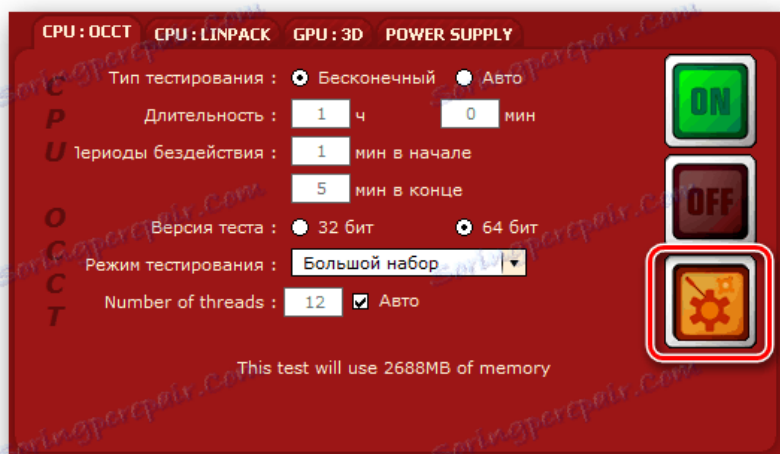 CPU:OCCT CPU:LINPACK GPU:3D POWER SUPPLY
CPU OCCT
Тип тестирования : Бесконечный Авто
Длительность : 1 ч 0 мин
Периоды бездействия : 1 мин в начале
5 мин в конце
Версия теста : 32 бит 64 бит
Режим тестирования : Большой набор
Number of threads : 12 Авто
This test will use 2688MB of memory
ON
OFF